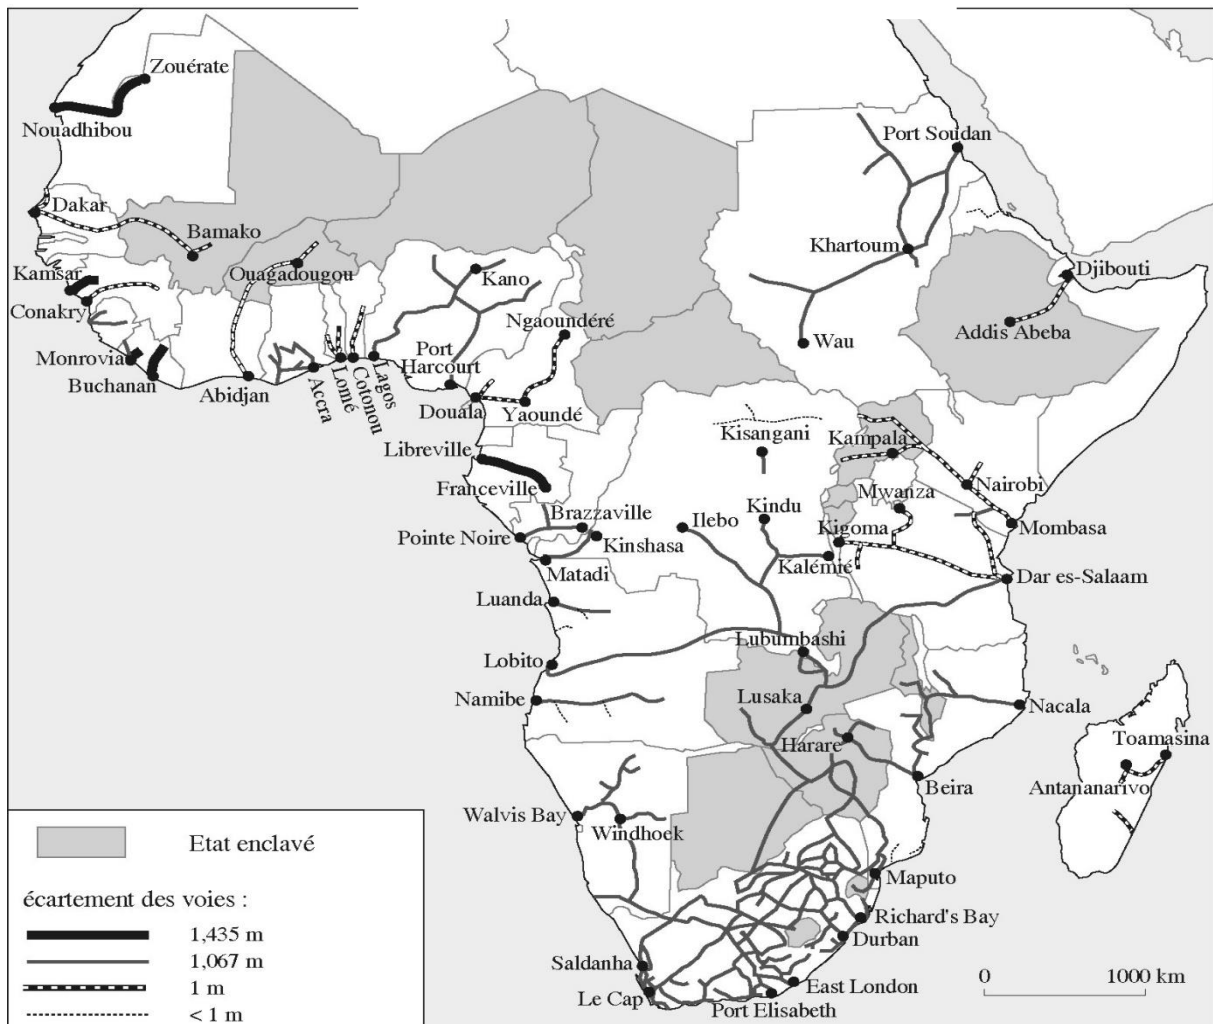 Zouérate
Nouadhibou
Port Soudan
Dakar
Bamako
Khartoum
Kamsar
Ouagadougou
Kano
Djibouti
Conakry
Ngaoundéré
Addis Abeba
Monrovia
Port
Harcourt
Wau
Buchanan
Abidjan
Accra
Lomé
Cotonou
Lagos
Douala
Yaoundé
Kisangani
Kampala
Libreville
Franceville
Mwanza
Nairobi
Brazzaville
Ilebo
Kindu
Kigoma
Mombasa
Pointe Noire
Kinshasa
Matadi
Kalémié
Dar es-Salaam
Luanda
Lubumbashi
Lobito
Namibe
Lusaka
Nacala
Harare
Toamasina
Beira
Antananarivo
Walvis Bay
Windhoek
Maputo
Richard's Bay
Durban
Saldanha
East London
Le Cap
Port Elisabeth
0 1000 km
Etat enclavé
écartement des voies :
1,435 m
1,067 m
1 m
< 1 m